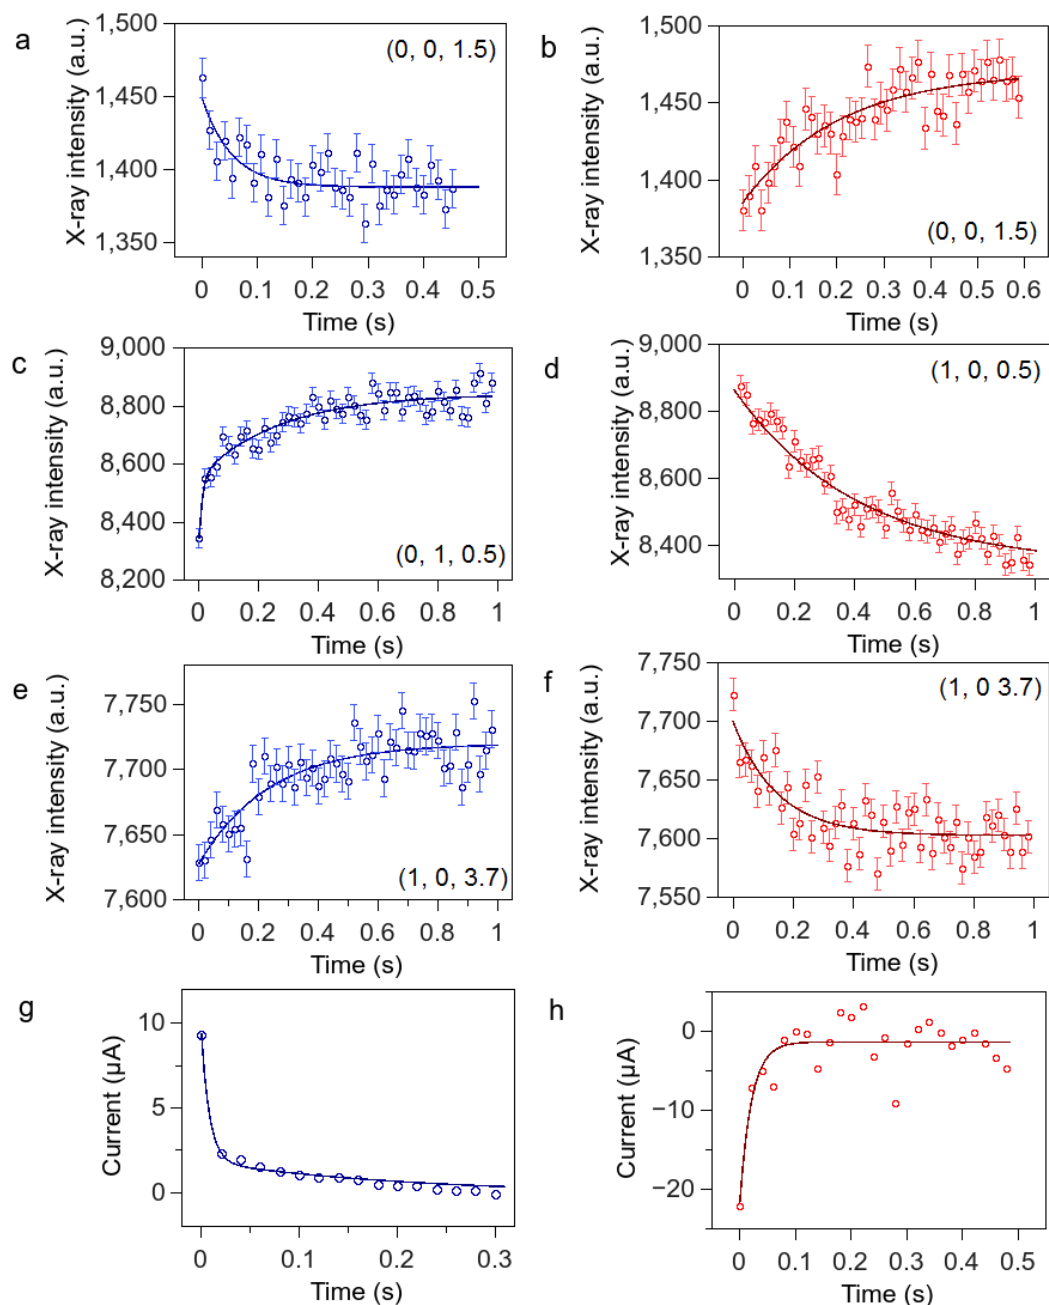 a
X-ray intensity (a.u.)
1,500
1,450
1,400
1,350
(0, 0, 1.5)
0 0.1 0.2 0.3 0.4 0.5
Time (s)
b
X-ray intensity (a.u.)
1,500
1,450
1,400
1,350
(0, 0, 1.5)
0 0.1 0.2 0.3 0.4 0.5 0.6
Time (s)
c
X-ray intensity (a.u.)
9,000
8,800
8,600
8,400
8,200
(0, 1, 0.5)
0 0.2 0.4 0.6 0.8 1
Time (s)
d
X-ray intensity (a.u.)
9,000
8,800
8,600
8,400
(1, 0, 0.5)
0 0.2 0.4 0.6 0.8 1
Time (s)
e
X-ray intensity (a.u.)
7,750
7,700
7,650
7,600
(1, 0, 3.7)
0 0.2 0.4 0.6 0.8 1
Time (s)
f
X-ray intensity (a.u.)
7,750
7,700
7,650
7,600
7,550
(1, 0 3.7)
0 0.2 0.4 0.6 0.8 1
Time (s)
g
Current (µA)
10
5
0
0 0.1 0.2 0.3
Time (s)
h
Current (µA)
0
−10
−20
0 0.1 0.2 0.3 0.4 0.5
Time (s)